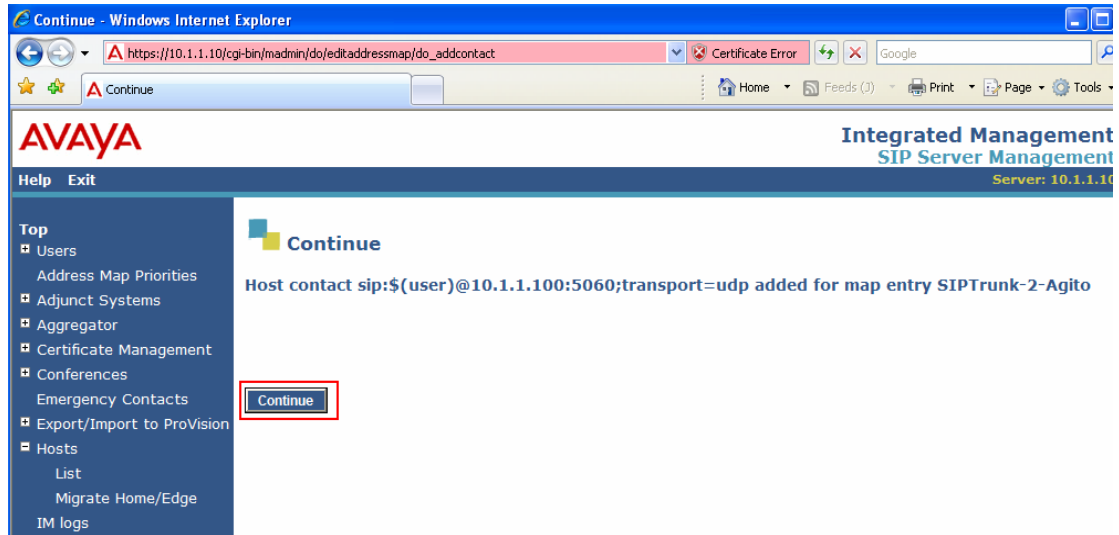 Continue - Windows Internet Explorer
https://10.1.1.10/cgi-bin/madmin/do/editaddressmap/do_addcontact
Certificate Error
Google
Continue
Home
Feeds (J)
Print
Page
Tools
AVAYA
Integrated Management
SIP Server Management
Help Exit
Server: 10.1.1.10
Top
Users
Address Map Priorities
Adjunct Systems
Aggregator
Certificate Management
Conferences
Emergency Contacts
Export/Import to ProVision
Hosts
List
Migrate Home/Edge
IM logs
Continue
Host contact sip:$(user)@10.1.1.100:5060;transport=udp added for map entry SIPTrunk-2-Agito
Continue